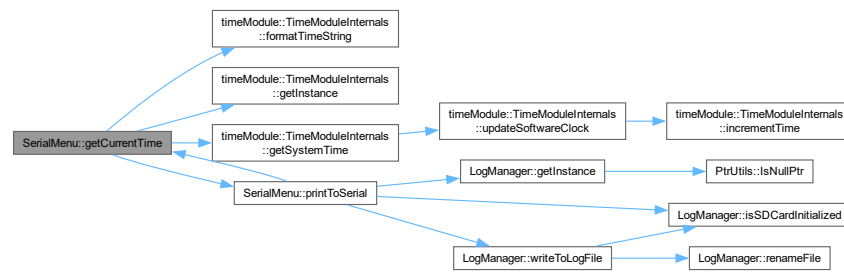 timeModule::TimeModuleInternals
::formatTimeString
timeModule::TimeModuleInternals
::getInstance
timeModule::TimeModuleInternals
::updateSoftwareClock
timeModule::TimeModuleInternals
::incrementTime
SerialMenu::getCurrentTime
timeModule::TimeModuleInternals
::getSystemTime
LogManager::getInstance
PtrUtils::IsNullPtr
SerialMenu::printToSerial
LogManager::isSDCardInitialized
LogManager::writeToLogFile
LogManager::renameFile